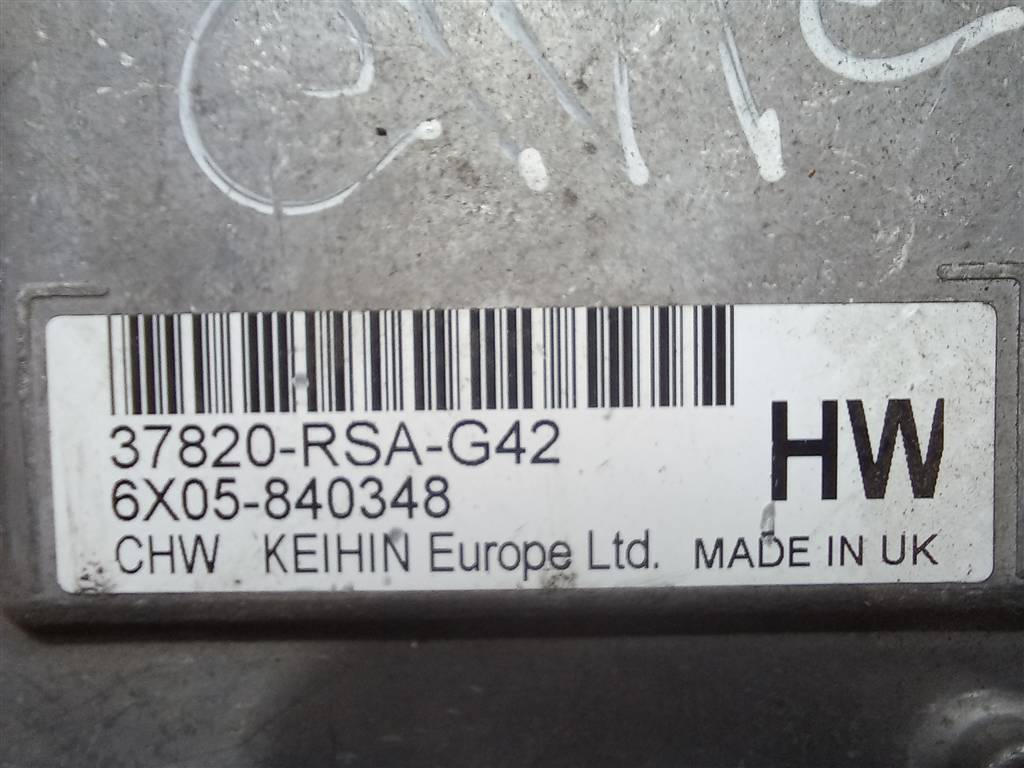 37820-RSA-G42
HW
6X05-840348
CHW KEIHIN Europe Ltd. MADE IN UK